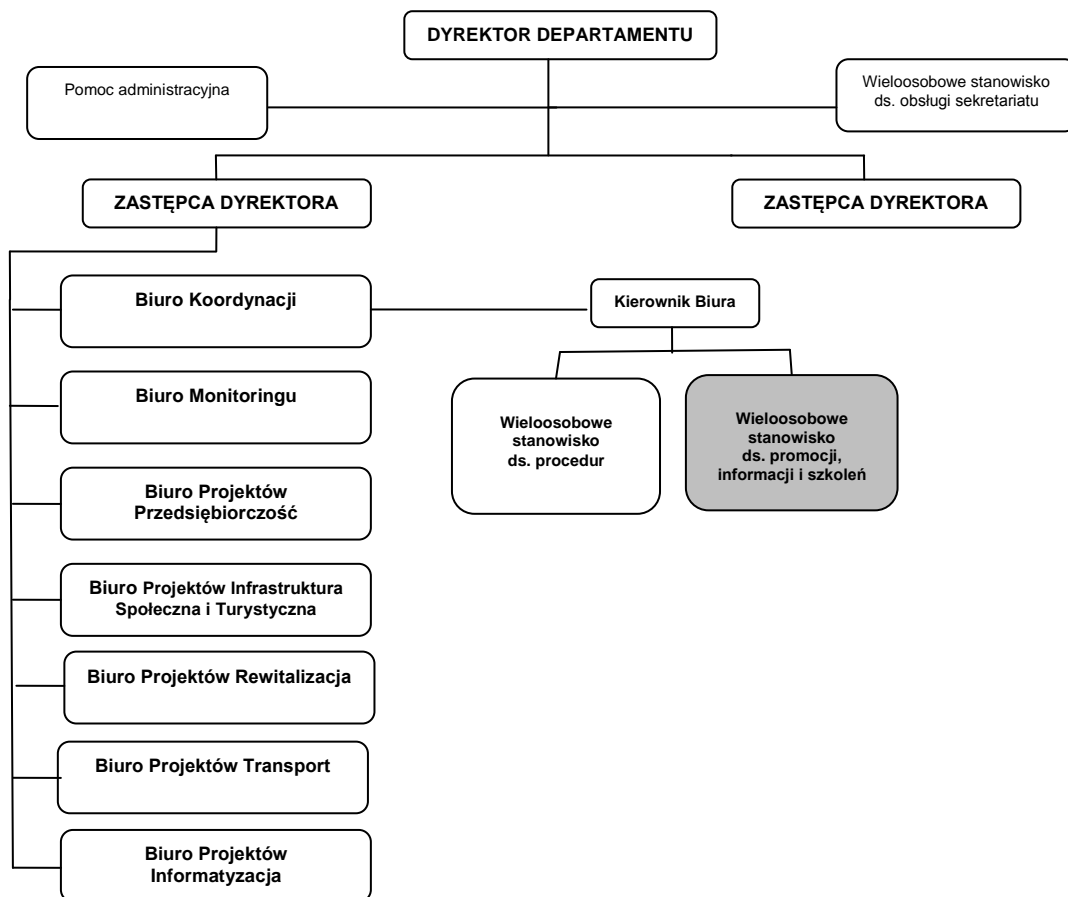 DYREKTOR DEPARTAMENTU
Pomoc administracyjna
Wieloosobowe stanowisko
ds. obsługi sekretariatu
ZASTĘPCA DYREKTORA
ZASTĘPCA DYREKTORA
Biuro Koordynacji
Kierownik Biura
Biuro Monitoringu
Wieloosobowe
stanowisko
ds. procedur
Wieloosobowe
stanowisko
ds. promocji,
informacji i szkoleń
Biuro Projektów
Przedsiębiorczość
Biuro Projektów Infrastruktura
Społeczna i Turystyczna
Biuro Projektów Rewitalizacja
Biuro Projektów Transport
Biuro Projektów
Informatyzacja